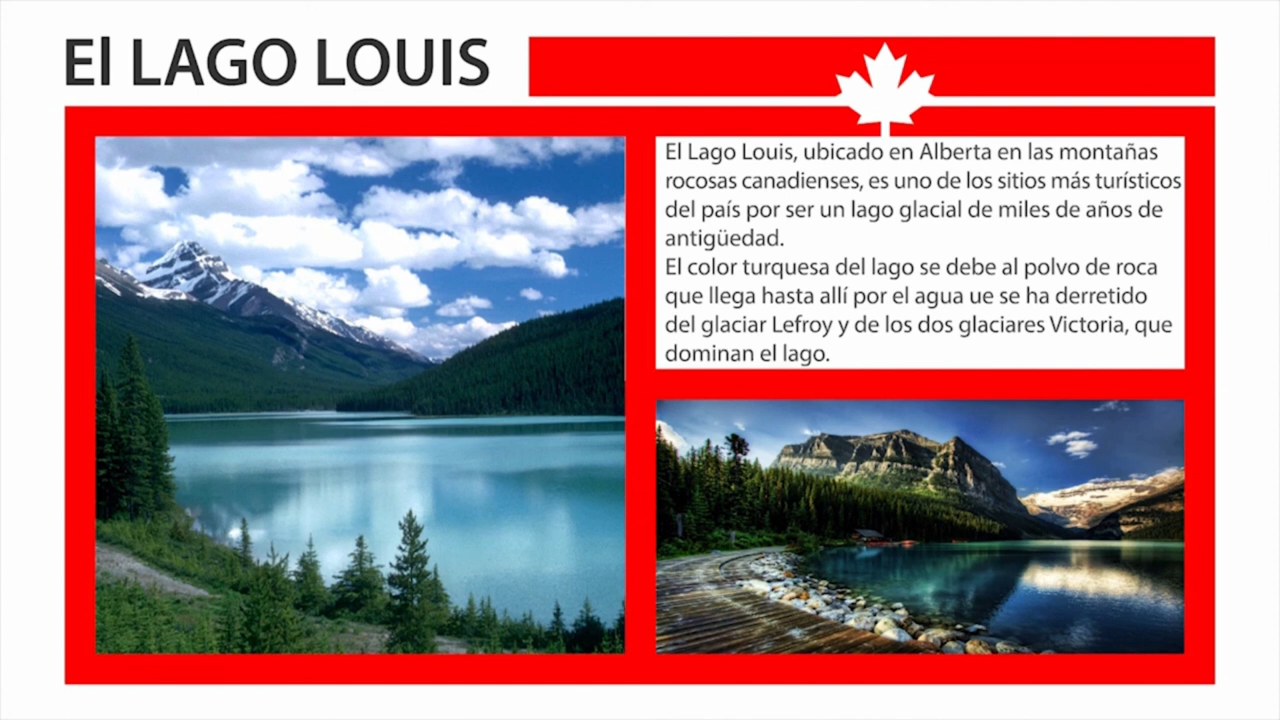 El LAGO LOUIS
El Lago Louis, ubicado en Alberta en las montañas
rocosas canadienses, es uno de los sitios más turísticos
del país por ser un lago glacial de miles de años de
antigüedad.
El color turquesa del lago se debe al polvo de roca
que llega hasta allí por el agua ue se ha derretido
del glaciar Lefroy y de los dos glaciares Victoria, que
dominan el lago.